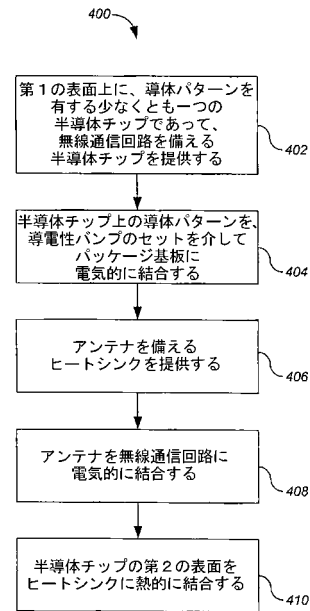 400
第１の表面上に、導体パターンを
有する少なくとも一つの
半導体チップであって、
無線通信回路を備える
半導体チップを提供する
402
半導体チップ上の導体パターンを、
導電性バンプのセットを介して
パッケージ基板に
電気的に結合する
404
アンテナを備える
ヒートシンクを提供する
406
アンテナを無線通信回路に
電気的に結合する
408
半導体チップの第２の表面を
ヒートシンクに熱的に結合する
410